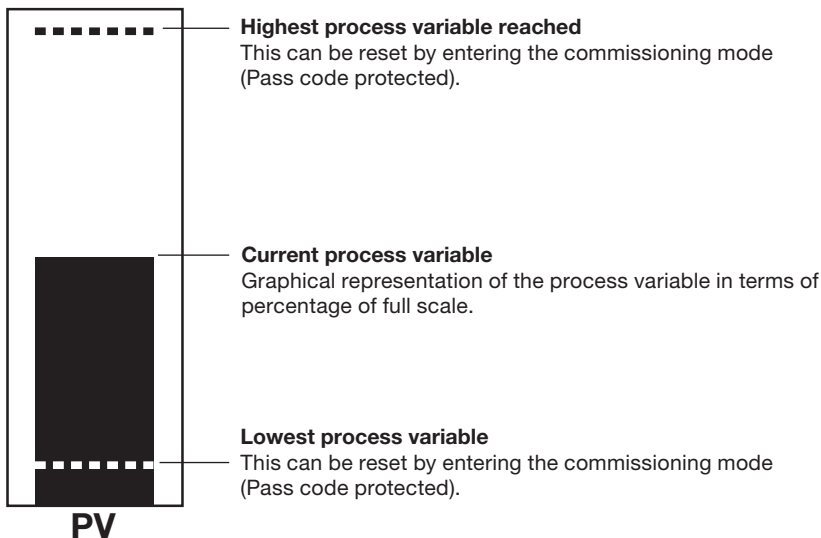 Highest process variable reached
This can be reset by entering the commissioning mode
(Pass code protected).
Current process variable
Graphical representation of the process variable in terms of
percentage of full scale.
Lowest process variable
This can be reset by entering the commissioning mode
(Pass code protected).
PV